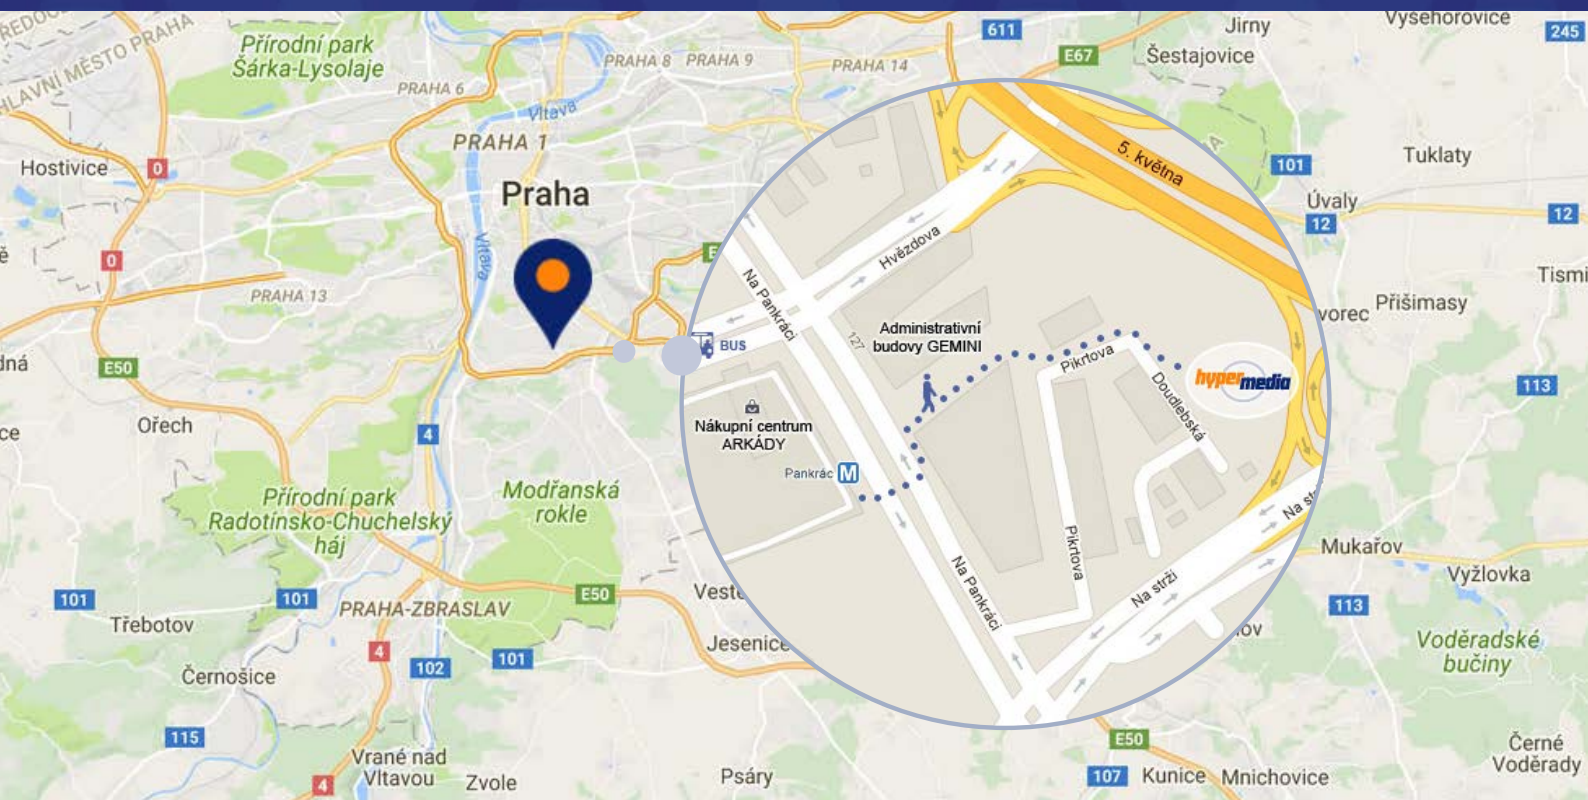 HLAVNÍ MĚSTO PRAHA
Přírodní park
Šárka-Lysolaje
PRAHA 6
PRAHA 8
PRAHA 9
PRAHA 14
611
E67
Jirny
Šestajovice
Vyšehořovice
245
Vltava
PRAHA 1
Praha
Hostivice
0
0
PRAHA 13
Vltava
E50
Ořech
4
101
Tuklaty
Úvaly
12
12
Přišimasy
113
5. května
Hvězdova
Na Pankráci
127
BUS
Administrativní
budovy GEMINI
Pikrtova
Doudlebská
hypermedia
Nákupní centrum
ARKÁDY
Pankrác M
Pikrtova
Na Pankráci
Na strži
Přírodní park
Radotínsko-Chuchelský
háj
Modřanská
rokle
E50
101
101
PRAHA-ZBRASLAV
Třebotov
4
102
101
Jesenice
Černošice
115
Vrané nad
Vltavou
4
Zvole
Psáry
Mukařov
Vyžlovka
113
Voděradské
bučiny
E50
107
Kunice
Mnichovice
Černé
Voděrady